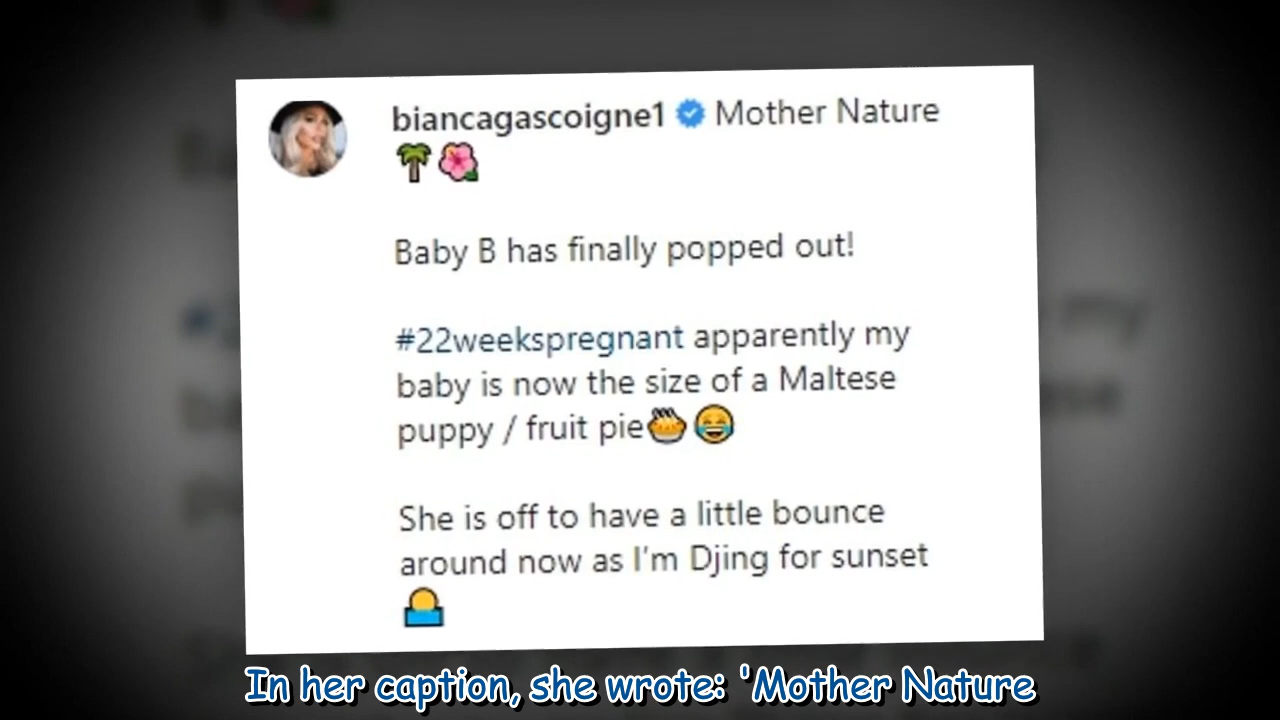 biancagascoigne1 Mother Nature
🌴🌺
Baby B has finally popped out!
#22weekspregnant apparently my
baby is now the size of a Maltese
puppy / fruit pie🥧😂
She is off to have a little bounce
around now as I'm Djing for sunset
🌅
In her caption, she wrote: 'Mother Nature